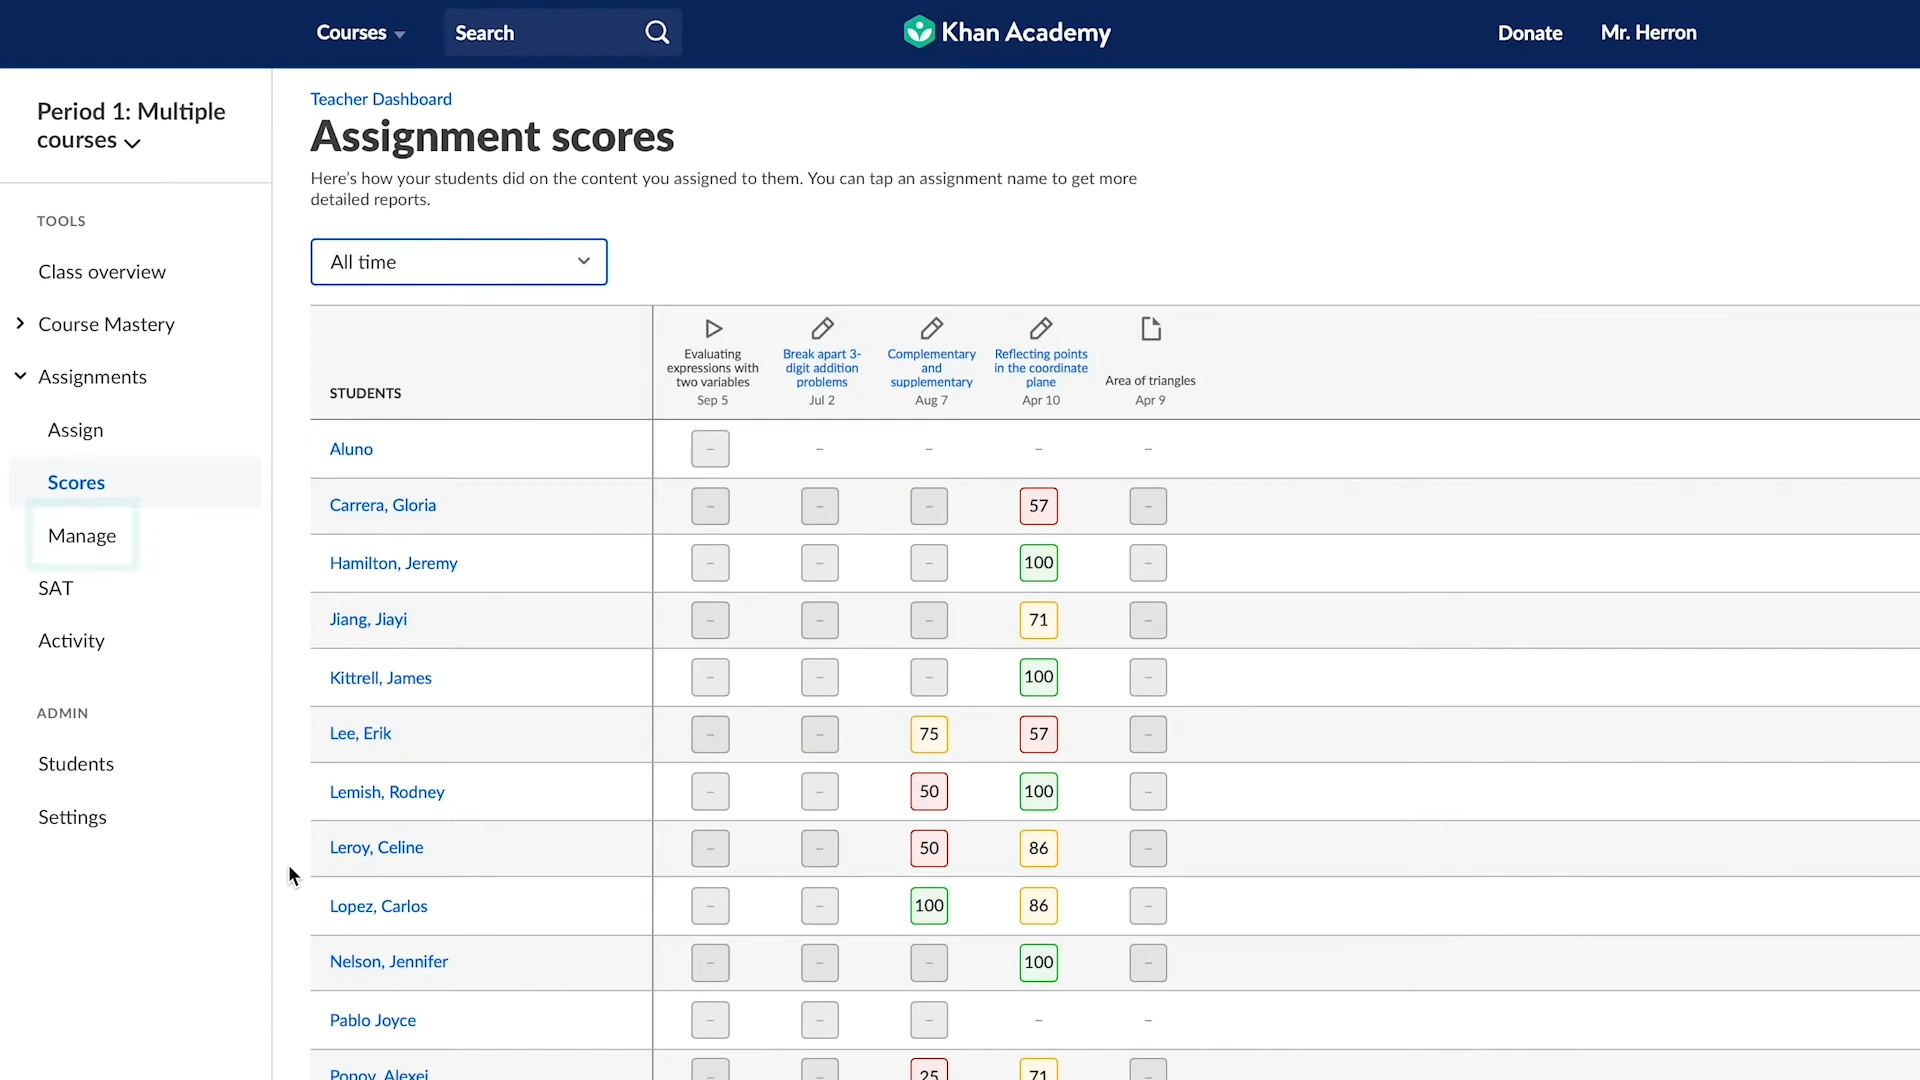 Courses
Search
Khan Academy
Donate
Mr. Herron
Period 1: Multiple
courses
TOOLS
Class overview
Course Mastery
Assignments
Assign
Scores
Manage
SAT
Activity
ADMIN
Students
Settings
Teacher Dashboard
Assignment scores
Here's how your students did on the content you assigned to them. You can tap an assignment name to get more
detailed reports.
All time
STUDENTS
Evaluating
expressions with
two variables
Sep 5
Break apart 3-
digit addition
problems
Jul 2
Complementary
and
supplementary
Aug 7
Reflecting points
in the coordinate
plane
Apr 10
Area of triangles
Apr 9
Aluno – – – – –
Carrera, Gloria – – – 57 –
Hamilton, Jeremy – – – 100 –
Jiang, Jiayi – – – 71 –
Kittrell, James – – – 100 –
Lee, Erik – – 75 57 –
Lemish, Rodney – – 50 100 –
Leroy, Celine – – 50 86 –
Lopez, Carlos – – 100 86 –
Nelson, Jennifer – – – 100 –
Pablo Joyce – – – – –
Popov, Alexei – – 25 71 –